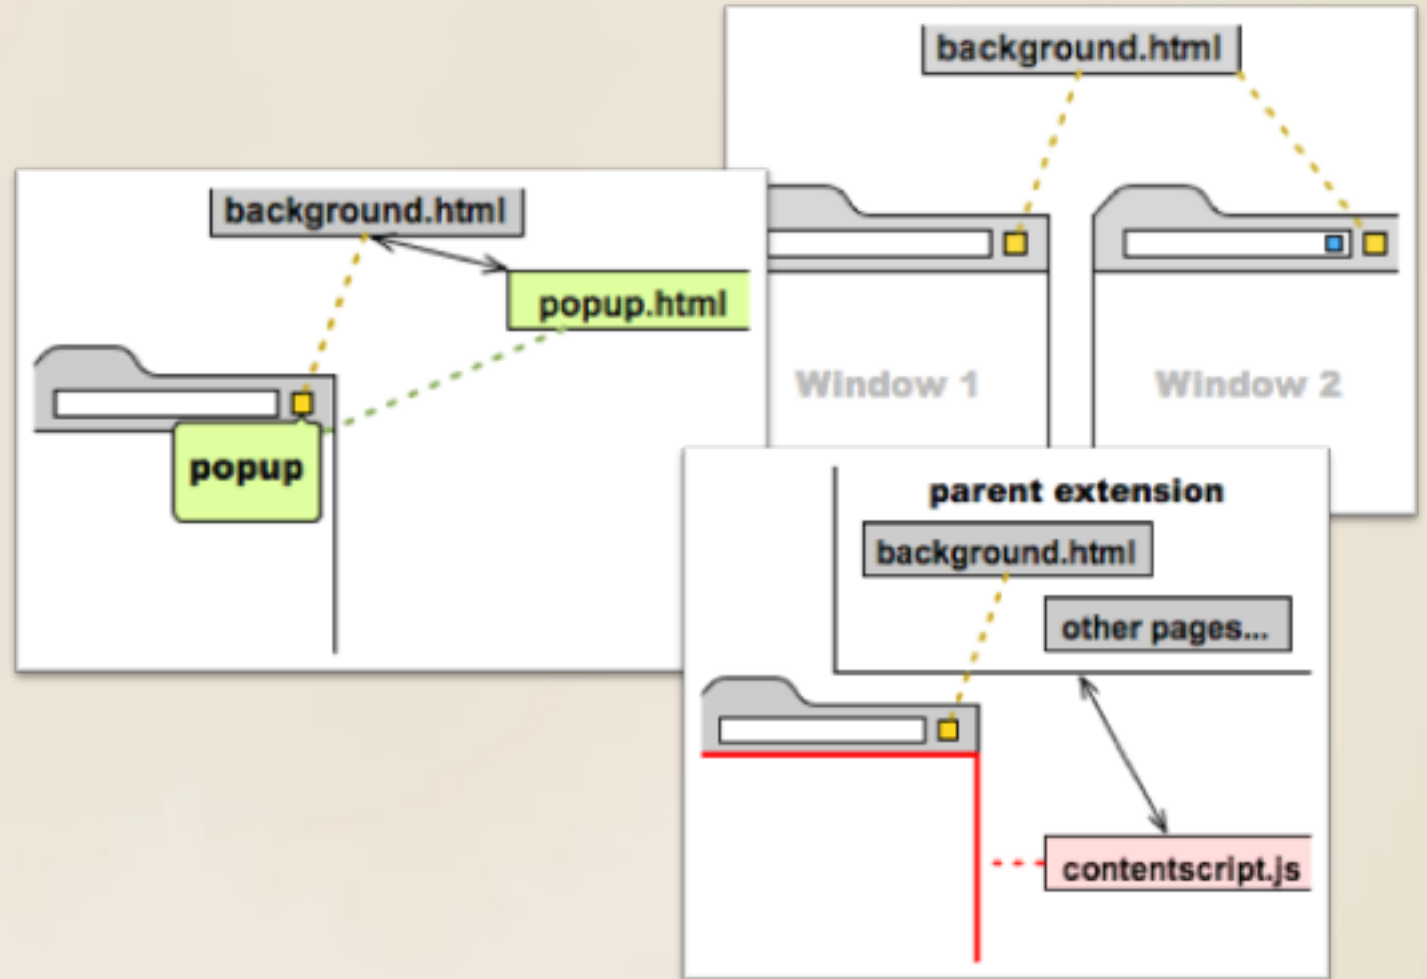 background.html
Window 1
Window 2
background.html
popup.html
popup
parent extension
background.html
other pages...
contentscript.js